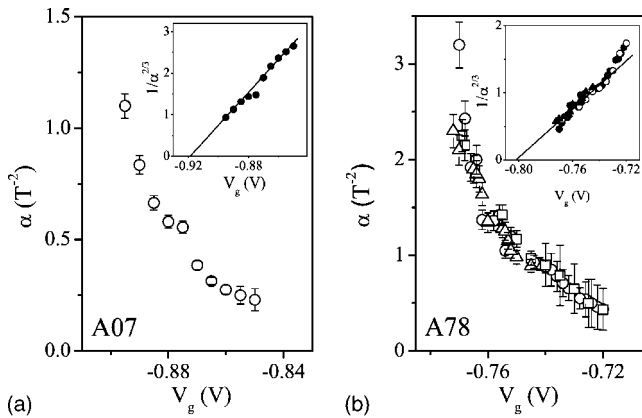 1.5
1.0
0.5
0.0
α (T⁻²)
3
2
1
0
1/α^2/3
-0.92 -0.88
V_g (V)
A07
-0.88 -0.84
V_g (V)
(a)
3
2
1
0
α (T⁻²)
2
1
0
1/α^2/3
-0.80 -0.76 -0.72
V_g (V)
A78
-0.76 -0.72
V_g (V)
(b)